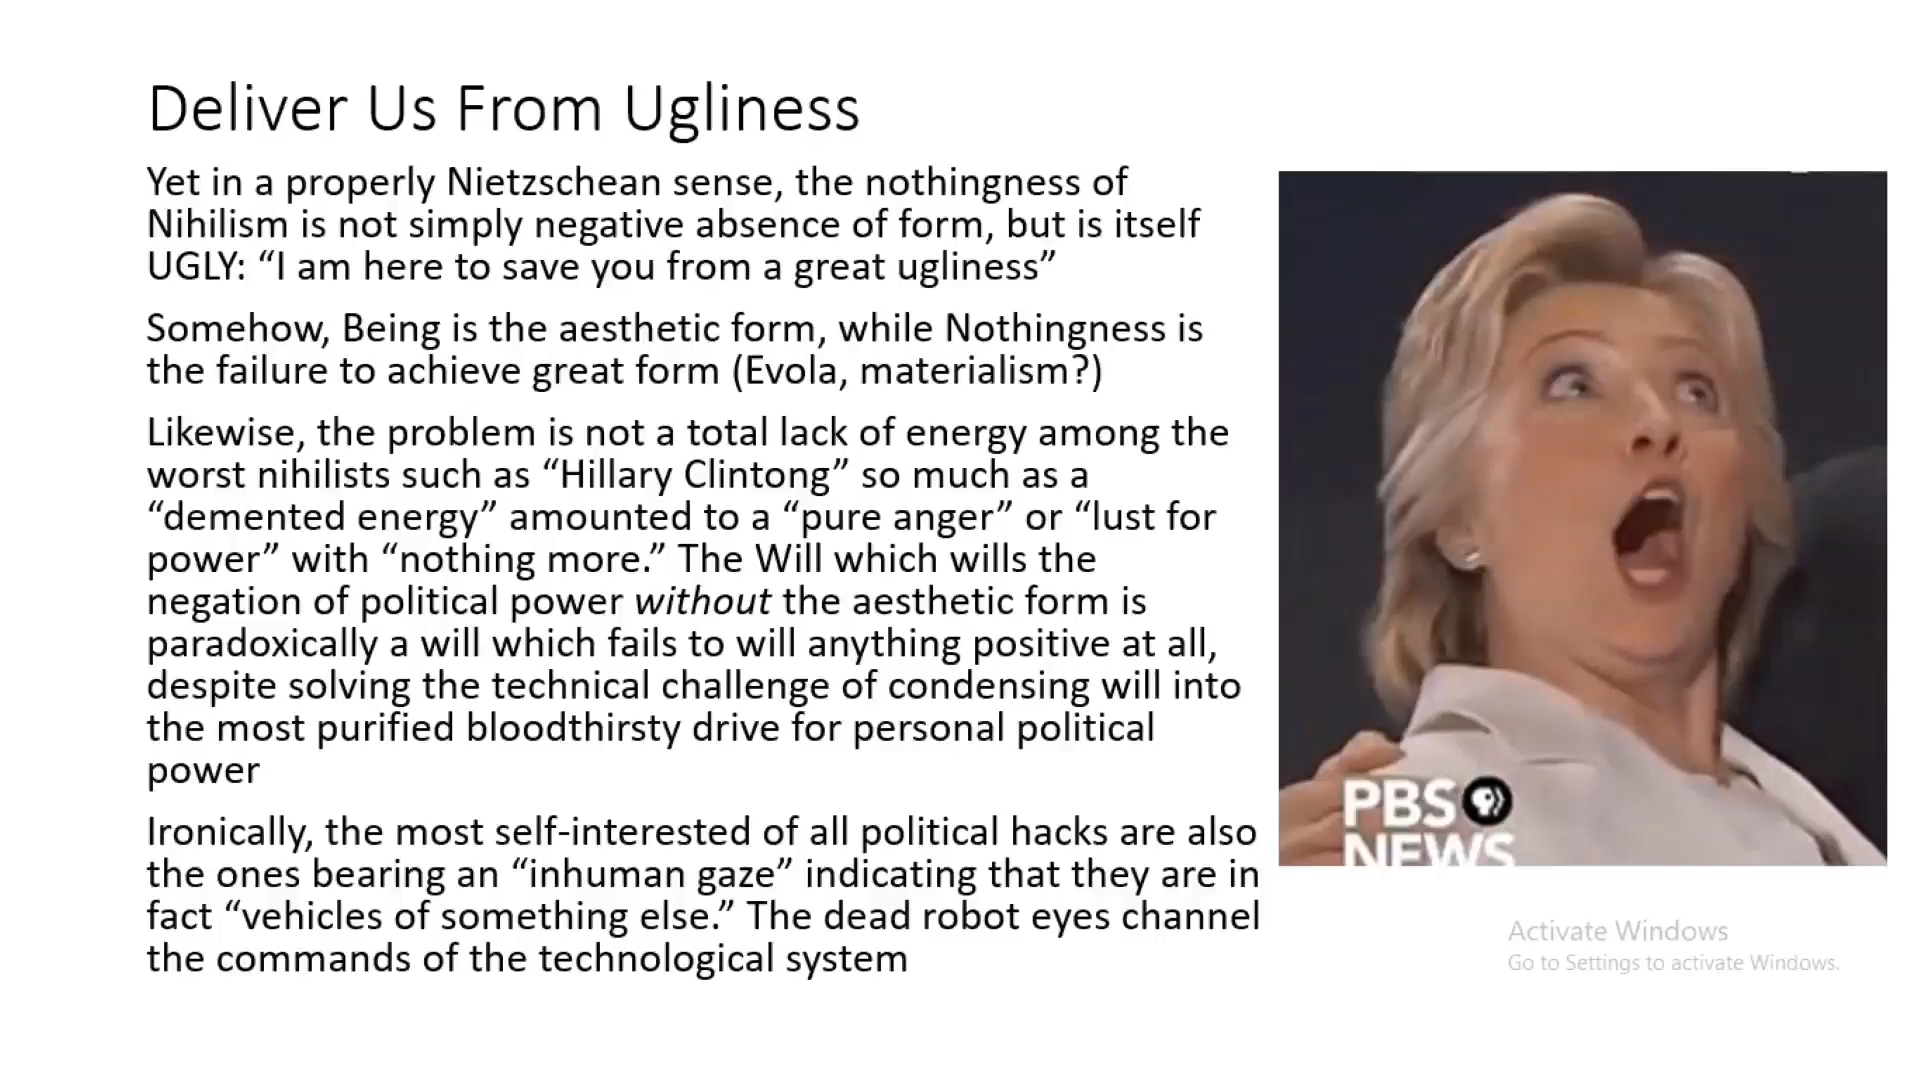 Deliver Us From Ugliness
Yet in a properly Nietzschean sense, the nothingness of
Nihilism is not simply negative absence of form, but is itself
UGLY: “I am here to save you from a great ugliness”
Somehow, Being is the aesthetic form, while Nothingness is
the failure to achieve great form (Evola, materialism?)
Likewise, the problem is not a total lack of energy among the
worst nihilists such as “Hillary Clintong” so much as a
“demented energy” amounted to a “pure anger” or “lust for
power” with “nothing more.” The Will which wills the
negation of political power without the aesthetic form is
paradoxically a will which fails to will anything positive at all,
despite solving the technical challenge of condensing will into
the most purified bloodthirsty drive for personal political
power
Ironically, the most self-interested of all political hacks are also
the ones bearing an “inhuman gaze” indicating that they are in
fact “vehicles of something else.” The dead robot eyes channel
the commands of the technological system
PBS
NEWS
Activate Windows
Go to Settings to activate Windows.